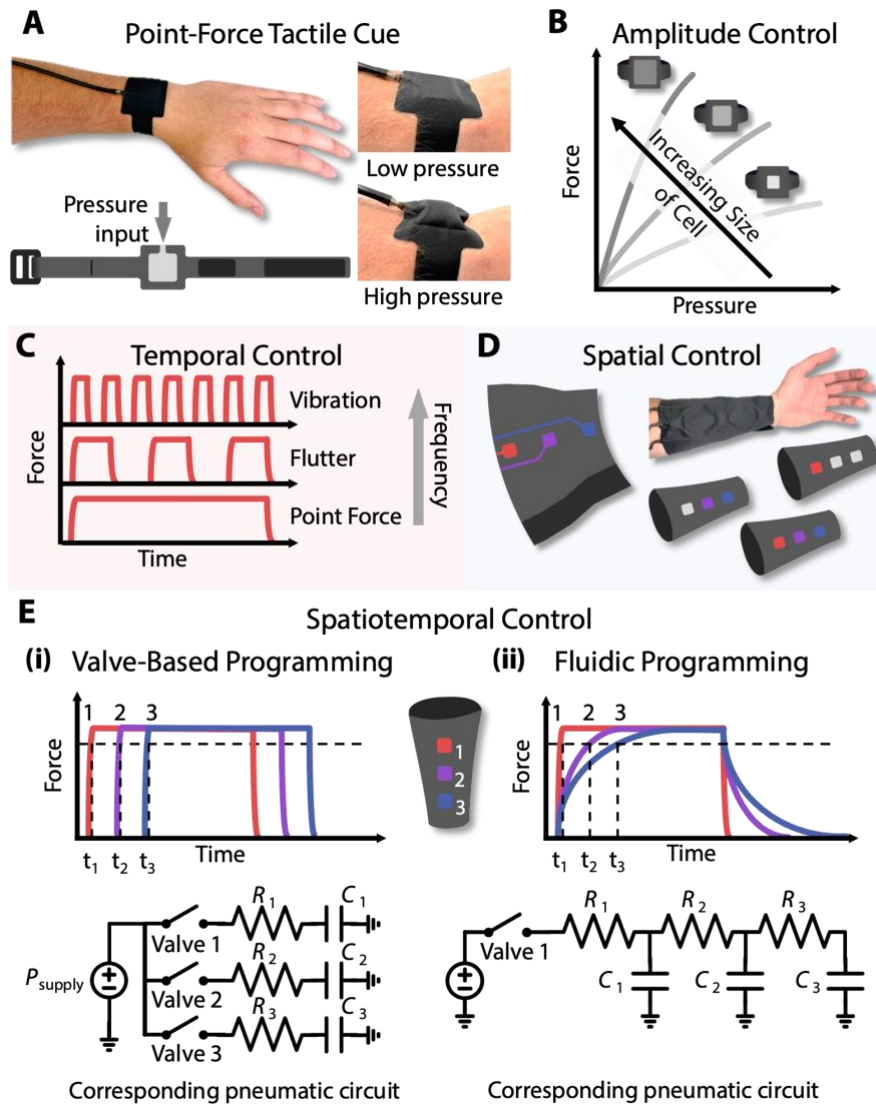 A
Point-Force Tactile Cue
Low pressure
Pressure
input
High pressure
B
Amplitude Control
Force
Increasing Size
of Cell
Pressure
C
Temporal Control
Force
Vibration
Flutter
Point Force
Frequency
Time
D
Spatial Control
E
Spatiotemporal Control
(i) Valve-Based Programming
1 2 3
Force
t1 t2 t3
Time
1
2
3
(ii) Fluidic Programming
1 2 3
Force
t1 t2 t3
Time
Psupply
Valve 1
R1
C1
Valve 2
R2
C2
Valve 3
R3
C3
Corresponding pneumatic circuit
Valve 1
R1
R2
R3
C1
C2
C3
Corresponding pneumatic circuit